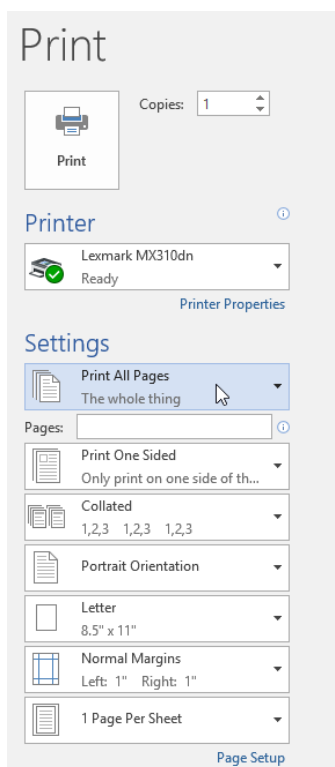 Print
Copies: 1
Print
Printer
Lexmark MX310dn
Ready
Printer Properties
Settings
Print All Pages
The whole thing
Pages:
Print One Sided
Only print on one side of th...
Collated
1,2,3 1,2,3 1,2,3
Portrait Orientation
Letter
8.5" x 11"
Normal Margins
Left: 1" Right: 1"
1 Page Per Sheet
Page Setup